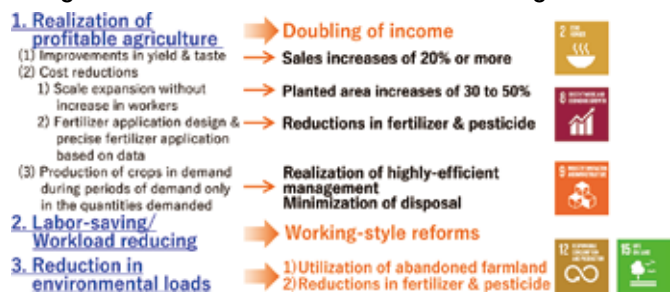 1. Realization of
profitable agriculture
Doubling of income
(1) Improvements in yield & taste
Sales increases of 20% or more
(2) Cost reductions
1) Scale expansion without
increase in workers
Planted area increases of 30 to 50%
2) Fertilizer application design &
precise fertilizer application
based on data
Reductions in fertilizer & pesticide
(3) Production of crops in demand
during periods of demand only
in the quantities demanded
Realization of highly-efficient
management
Minimization of disposal
2. Labor-saving/
Workload reducing
Working-style reforms
3. Reduction in
environmental loads
1)Utilization of abandoned farmland
2)Reductions in fertilizer & pesticide
2
8
9
12
15